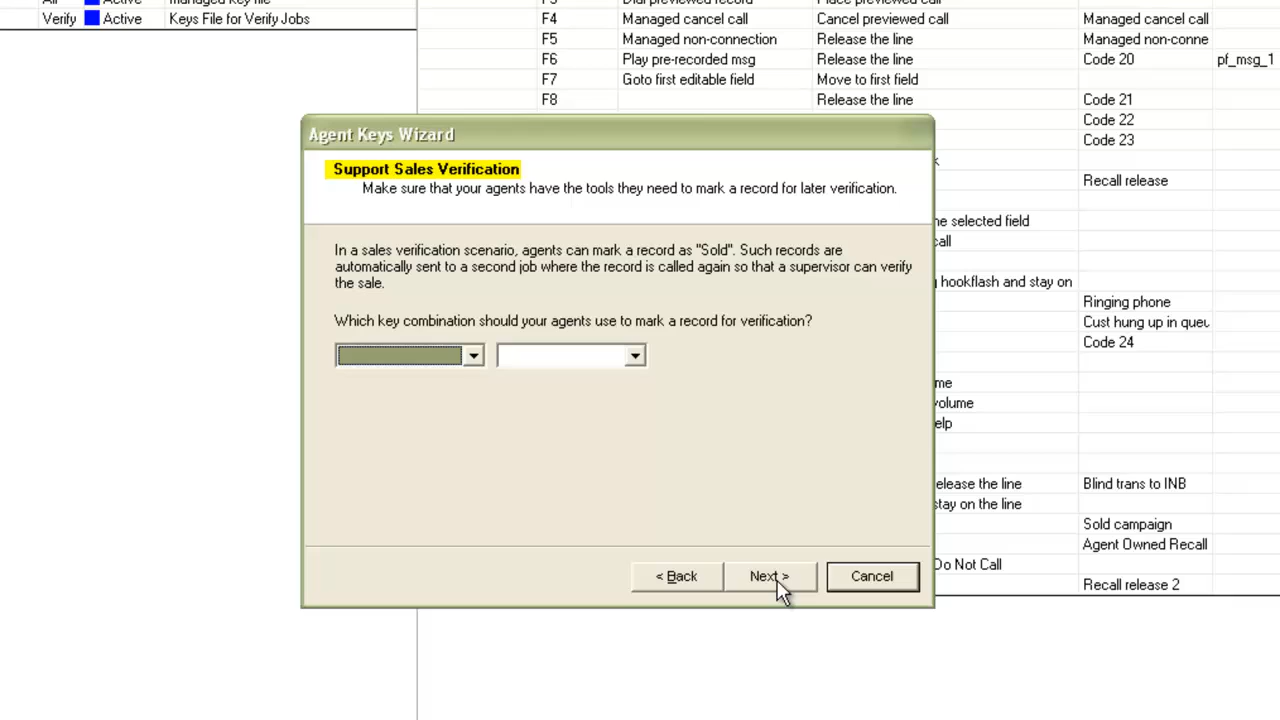 managed Key file
Verify Active Keys File for Verify Jobs
F4 Managed cancel call Cancel previewed call Managed cancel call
F5 Managed non-connection Release the line Managed non-conne
F6 Play pre-recorded msg Release the line Code 20 pf_msg_1
F7 Goto first editable field Move to first field
F8 Release the line Code 21
Code 22
Code 23
Recall release
Agent Keys Wizard
Support Sales Verification
Make sure that your agents have the tools they need to mark a record for later verification.
In a sales verification scenario, agents can mark a record as "Sold". Such records are
automatically sent to a second job where the record is called again so that a supervisor can verify
the sale.
Which key combination should your agents use to mark a record for verification?
< Back Next > Cancel
he selected field
all
hookflash and stay on
Ringing phone
Cust hung up in queu
Code 24
me
volume
elp
elease the line Blind trans to INB
stay on the line
Sold campaign
Agent Owned Recall
Do Not Call
Recall release 2